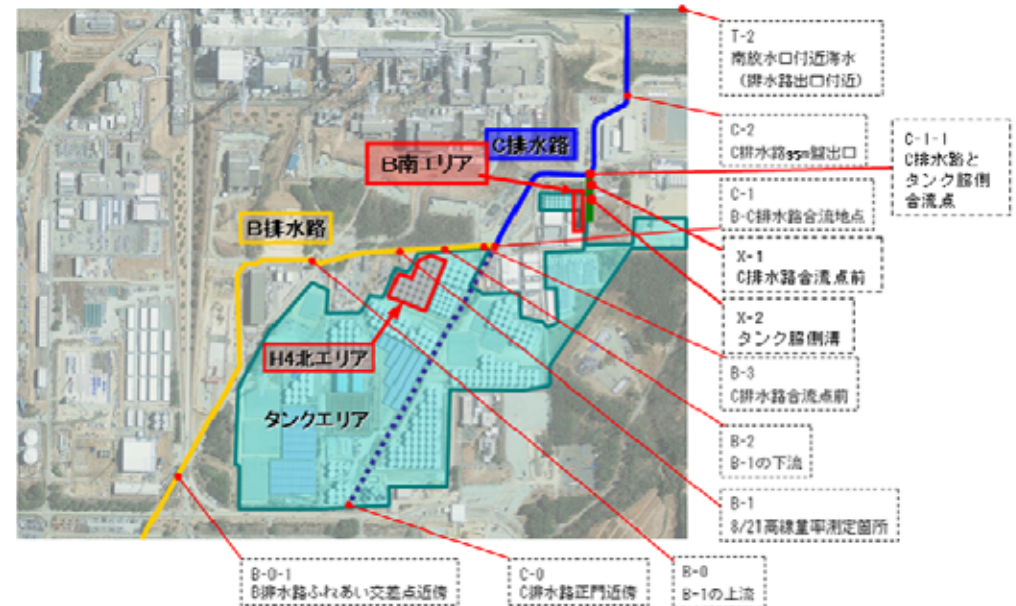 T-2
南放水口付近海水
（排水路出口付近）
C-2
C排水路35m盤出口
C-1-1
C排水路と
タンク脇側
合流点
C排水路
B南エリア
C-1
B-C排水路合流地点
B排水路
X-1
C排水路合流点前
X-2
タンク脇側溝
H4北エリア
B-3
C排水路合流点前
タンクエリア
B-2
B-1の下流
B-1
8/21高線量率測定箇所
B-0-1
B排水路ふれあい交差点近傍
C-0
C排水路正門近傍
B-0
B-1の上流